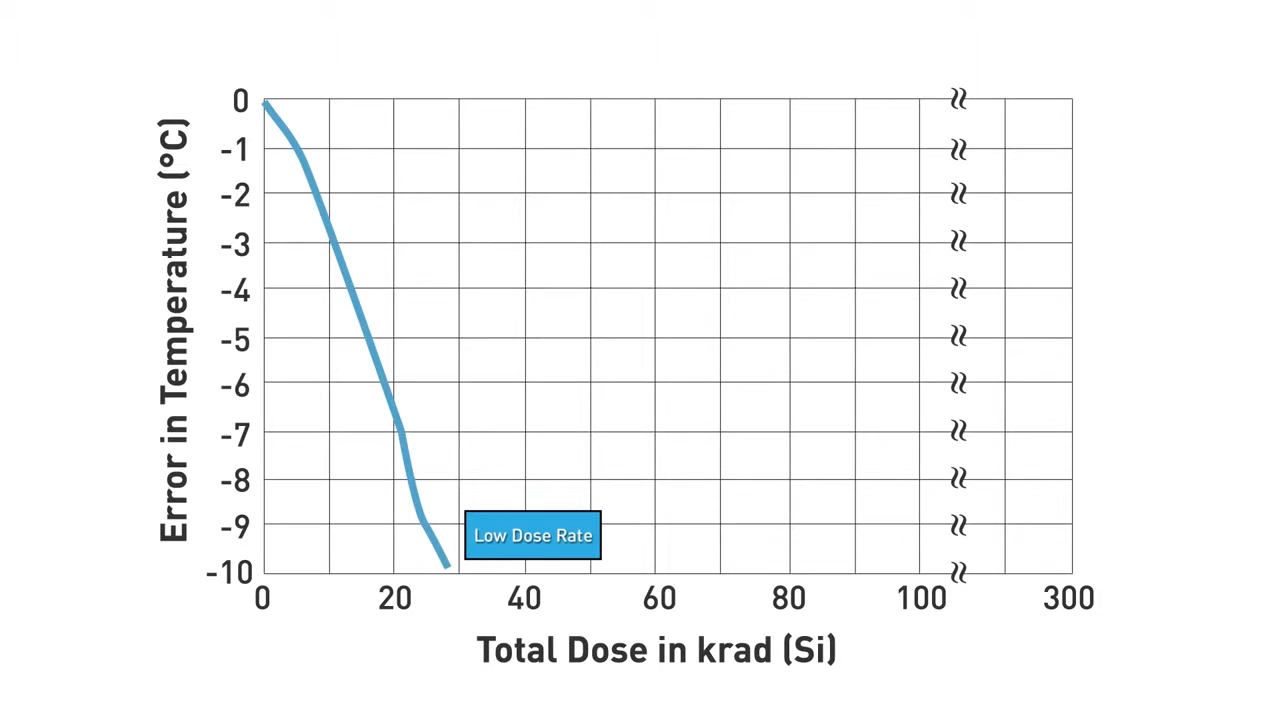 Error in Temperature (°C)
0
-1
-2
-3
-4
-5
-6
-7
-8
-9
-10
Low Dose Rate
0 20 40 60 80 100 300
Total Dose in krad (Si)